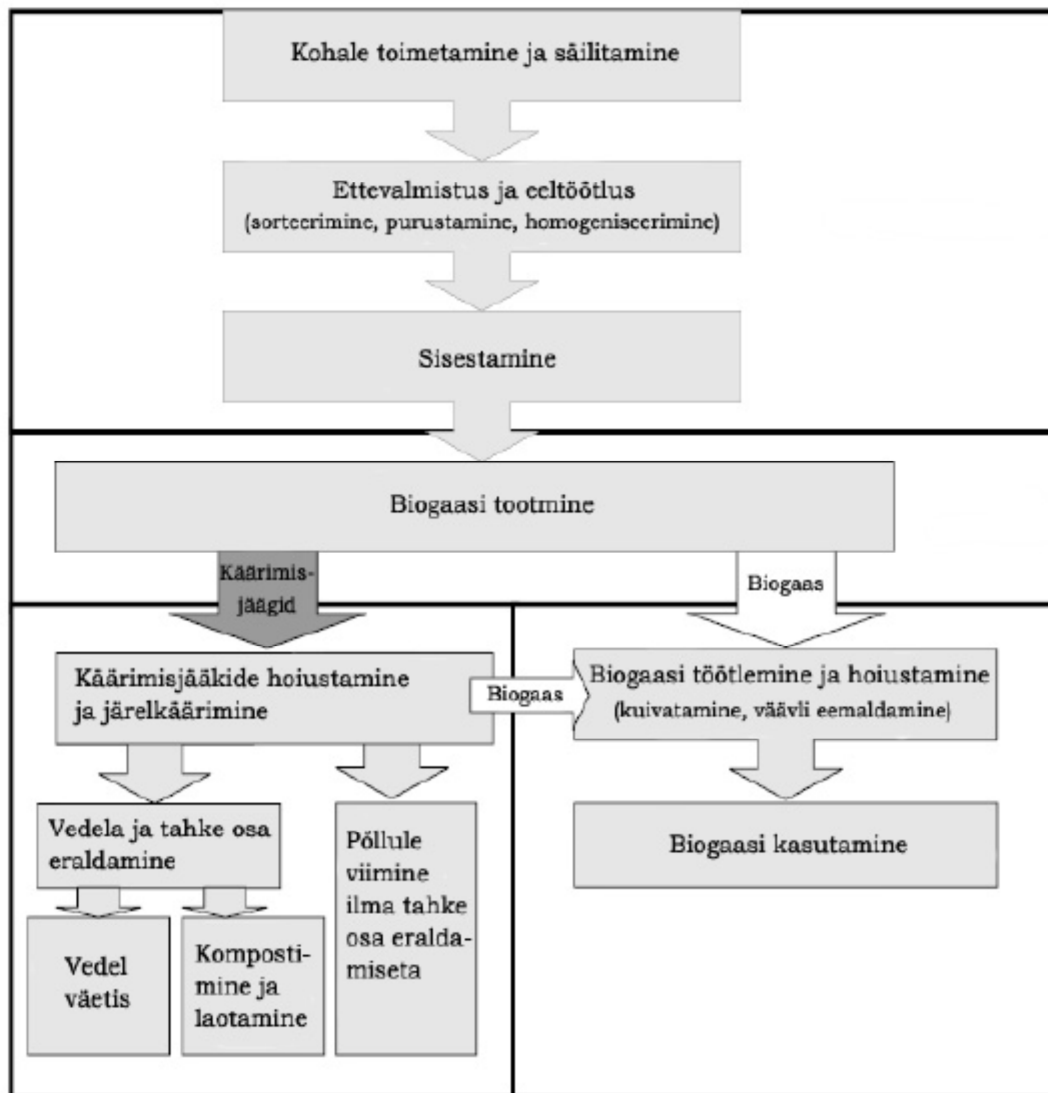 Kohale toimetamine ja säilitamine
Ettevalmistus ja eeltöötlus
(sorteerimine, purustamine, homogeniseerimine)
Sisestamine
Biogaasi tootmine
Käärimis-
jäägid
Biogaas
Käärimisjääkide hoiustamine
ja järelkäärimine
Biogaas
Biogaasi töötlemine ja hoiustamine
(kuivatamine, väävli eemaldamine)
Vedela ja tahke osa
eraldamine
Põllule
viimine
ilma tahke
osa eralda-
miseta
Biogaasi kasutamine
Vedel
väetis
Komposti-
mine ja
laotamine